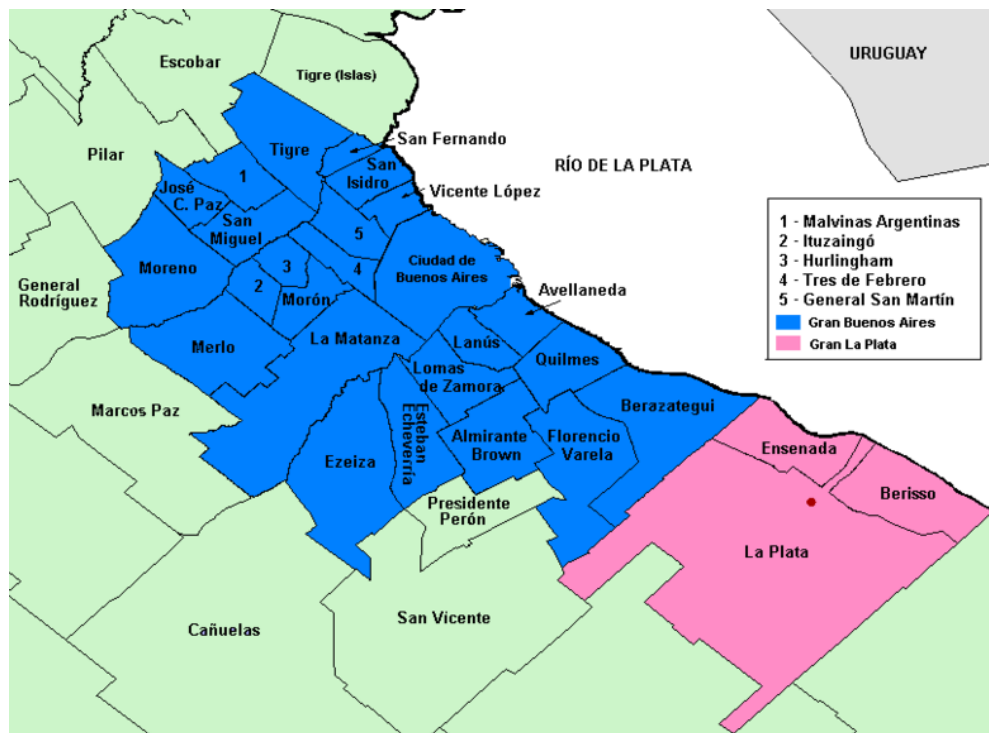 URUGUAY
Escobar
Tigre (Islas)
San Fernando
Tigre
Pilar
San
Isidro
RÍO DE LA PLATA
1
José
C. Paz
Vicente López
San
Miguel
5
Ciudad de
Buenos Aires
Moreno
3
4
2
Morón
General
Rodríguez
Avellaneda
La Matanza
Lanús
Merlo
Quilmes
Lomas
de Zamora
Marcos Paz
Esteban
Echeverría
Berazategui
Almirante
Brown
Florencio
Varela
Ezeiza
Ensenada
Berisso
Presidente
Perón
La Plata
San Vicente
Cañuelas
1 - Malvinas Argentinas
2 - Ituzaingó
3 - Hurlingham
4 - Tres de Febrero
5 - General San Martín
Gran Buenos Aires
Gran La Plata